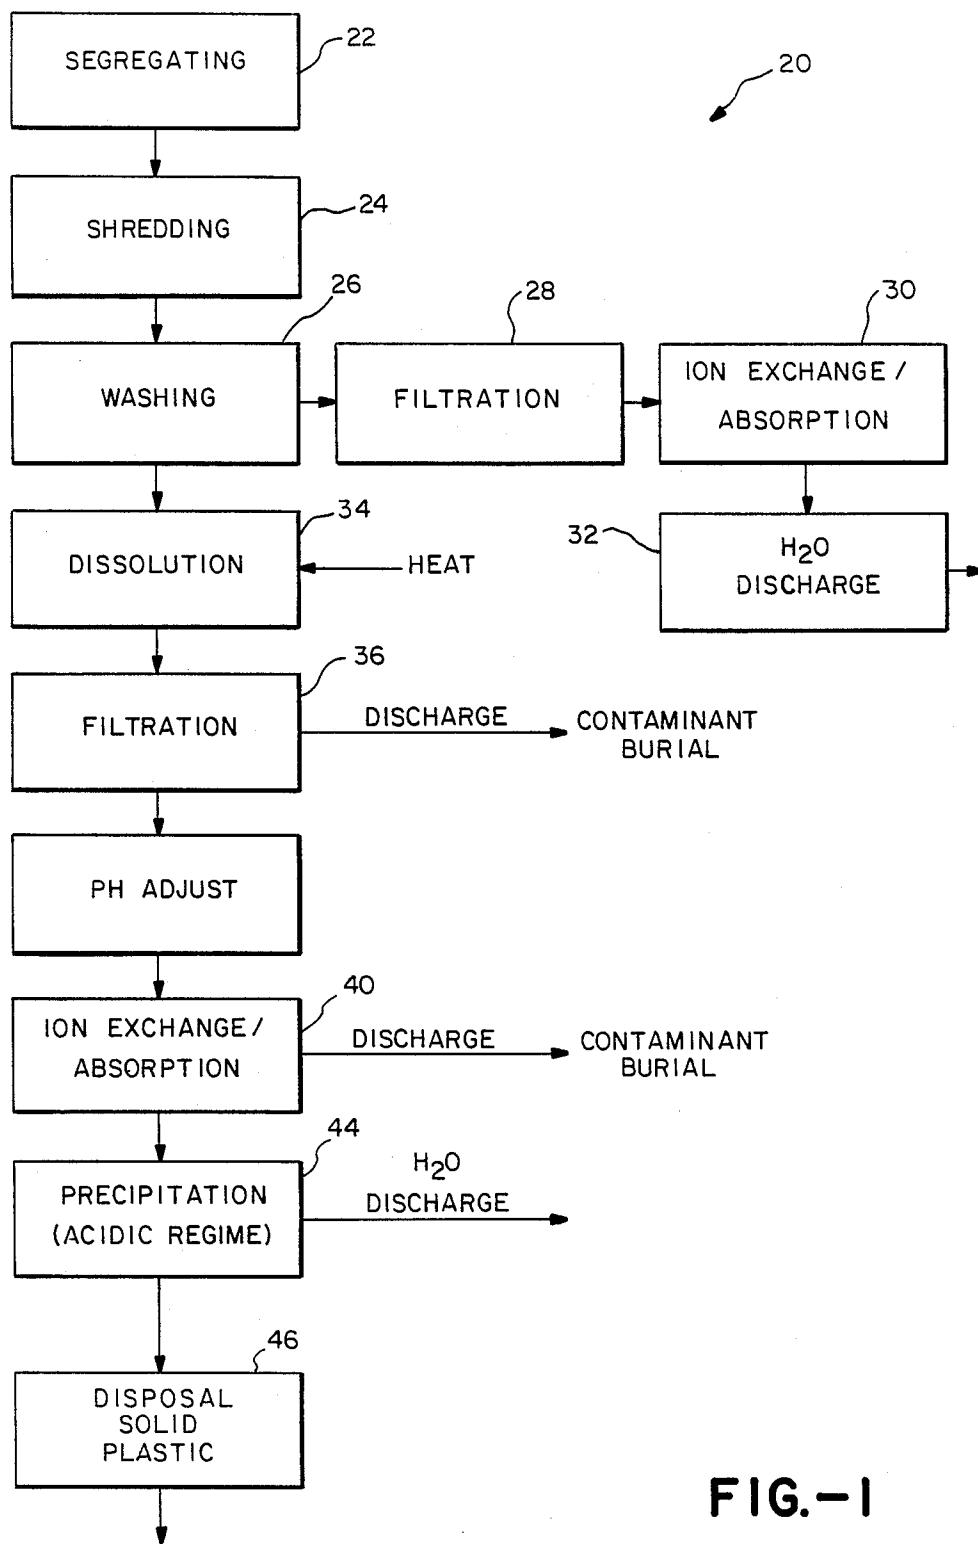 SEGREGATING
22
20
SHREDDING
24
WASHING
26
FILTRATION
28
ION EXCHANGE/
ABSORPTION
30
H2O
DISCHARGE
32
DISSOLUTION
34
HEAT
FILTRATION
36
DISCHARGE
CONTAMINANT
BURIAL
PH ADJUST
ION EXCHANGE/
ABSORPTION
40
DISCHARGE
CONTAMINANT
BURIAL
PRECIPITATION
(ACIDIC REGIME)
44
H2O
DISCHARGE
DISPOSAL
SOLID
PLASTIC
46
FIG.-1